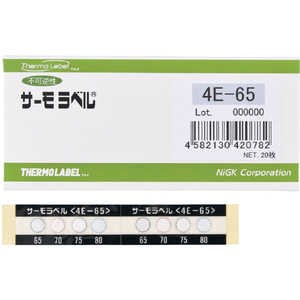 Thermo Label
不可逆性
サーモラベル®
4E-65
Lot. 000000
4 582130 420782
NET. 20枚
THERMO LABEL
NiGK Corporation
サーモラベル<4E-65> サーモラベル<4E-65>
65 70 75 80 65 70 75 80